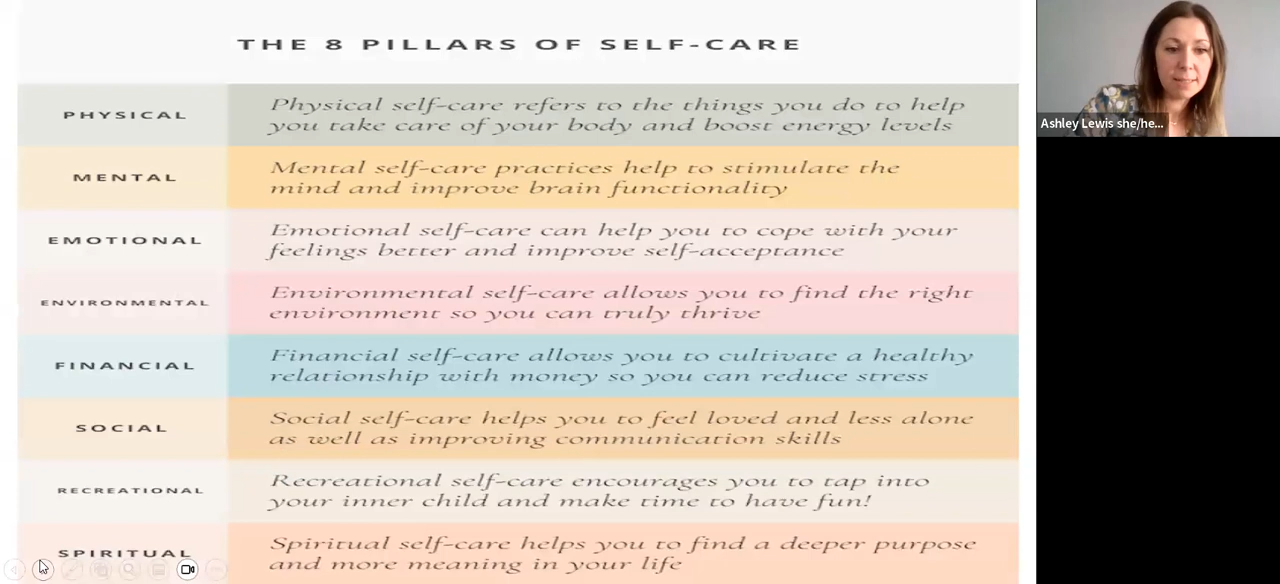 THE 8 PILLARS OF SELF-CARE
PHYSICAL
Physical self-care refers to the things you do to help
you take care of your body and boost energy levels
MENTAL
Mental self-care practices help to stimulate the
mind and improve brain functionality
EMOTIONAL
Emotional self-care can help you to cope with your
feelings better and improve self-acceptance
ENVIRONMENTAL
Environmental self-care allows you to find the right
environment so you can truly thrive
FINANCIAL
Financial self-care allows you to cultivate a healthy
relationship with money so you can reduce stress
SOCIAL
Social self-care helps you to feel loved and less alone
as well as improving communication skills
RECREATIONAL
Recreational self-care encourages you to tap into
your inner child and make time to have fun!
SPIRITUAL
Spiritual self-care helps you to find a deeper purpose
and more meaning in your life
Ashley Lewis she/he...